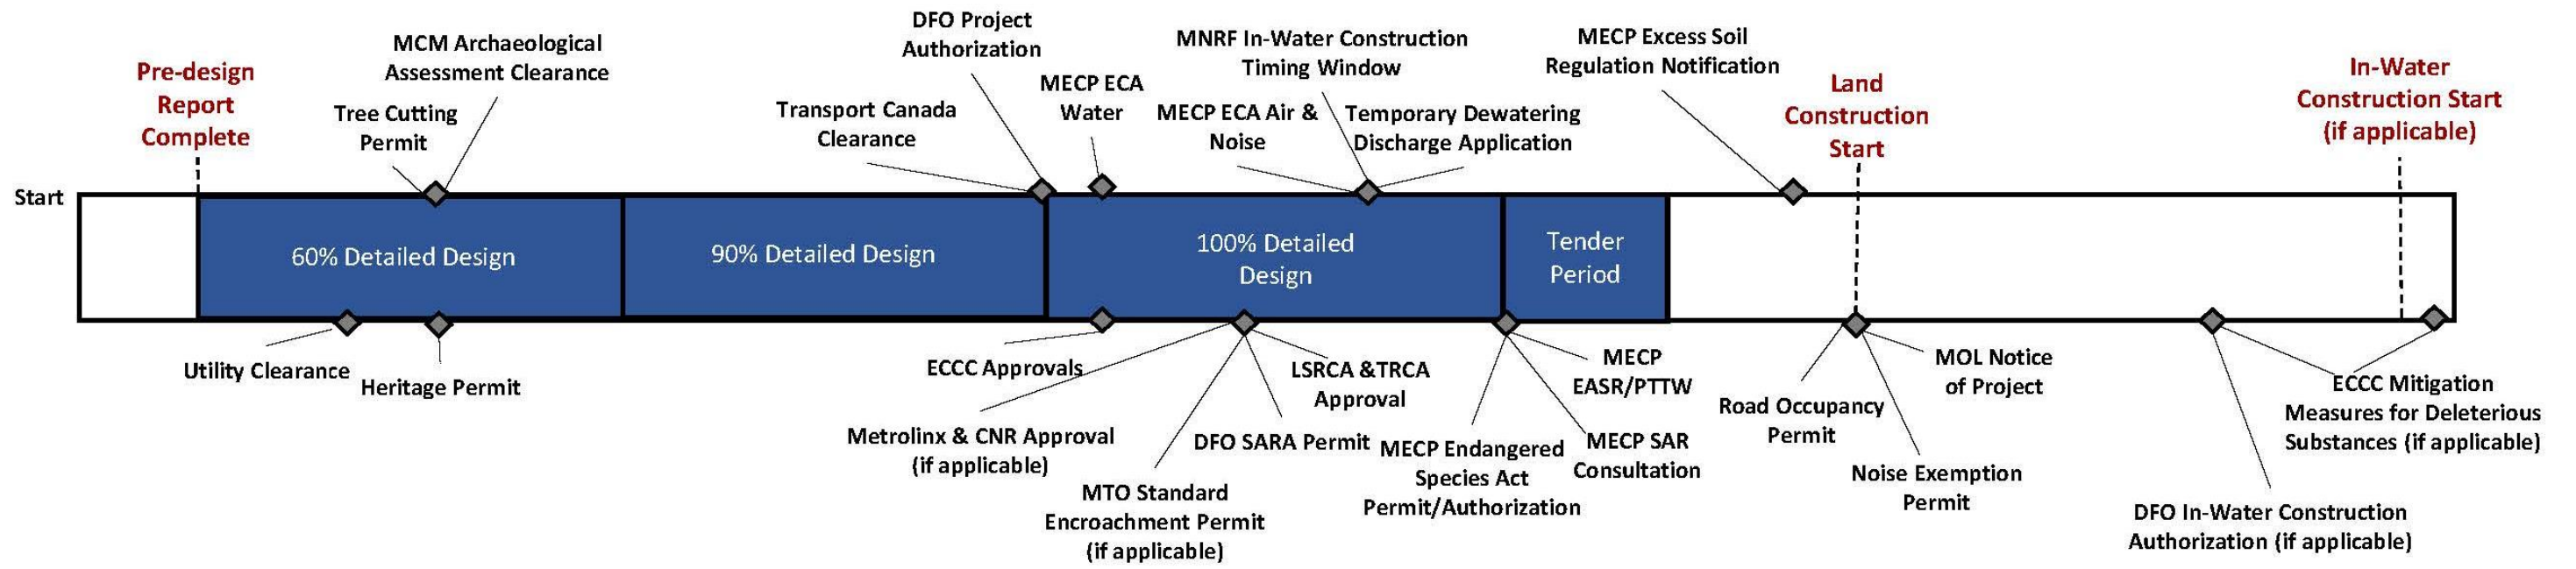 Start
Pre-design
Report
Complete
Tree Cutting
Permit
MCM Archaeological
Assessment Clearance
Transport Canada
Clearance
DFO Project
Authorization
MECP ECA
Water
MECP ECA Air &
Noise
MNRF In-Water Construction
Timing Window
Temporary Dewatering
Discharge Application
MECP Excess Soil
Regulation Notification
Land
Construction
Start
In-Water
Construction Start
(if applicable)
60% Detailed Design
90% Detailed Design
100% Detailed
Design
Tender
Period
Utility Clearance
Heritage Permit
ECCC Approvals
Metrolinx & CNR Approval
(if applicable)
MTO Standard
Encroachment Permit
(if applicable)
DFO SARA Permit
LSRCA &TRCA
Approval
MECP Endangered
Species Act
Permit/Authorization
MECP SAR
Consultation
MECP
EASR/PTTW
Road Occupancy
Permit
Noise Exemption
Permit
MOL Notice
of Project
DFO In-Water Construction
Authorization (if applicable)
ECCC Mitigation
Measures for Deleterious
Substances (if applicable)